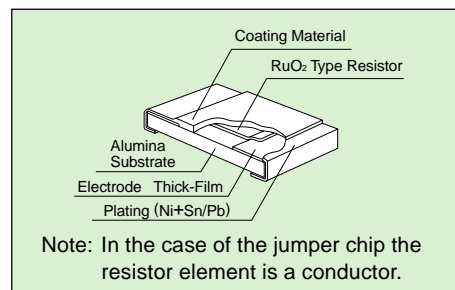 Coating Material
RuO₂ Type Resistor
Alumina
Substrate
Electrode Thick-Film
Plating (Ni+Sn/Pb)
Note: In the case of the jumper chip the
resistor element is a conductor.